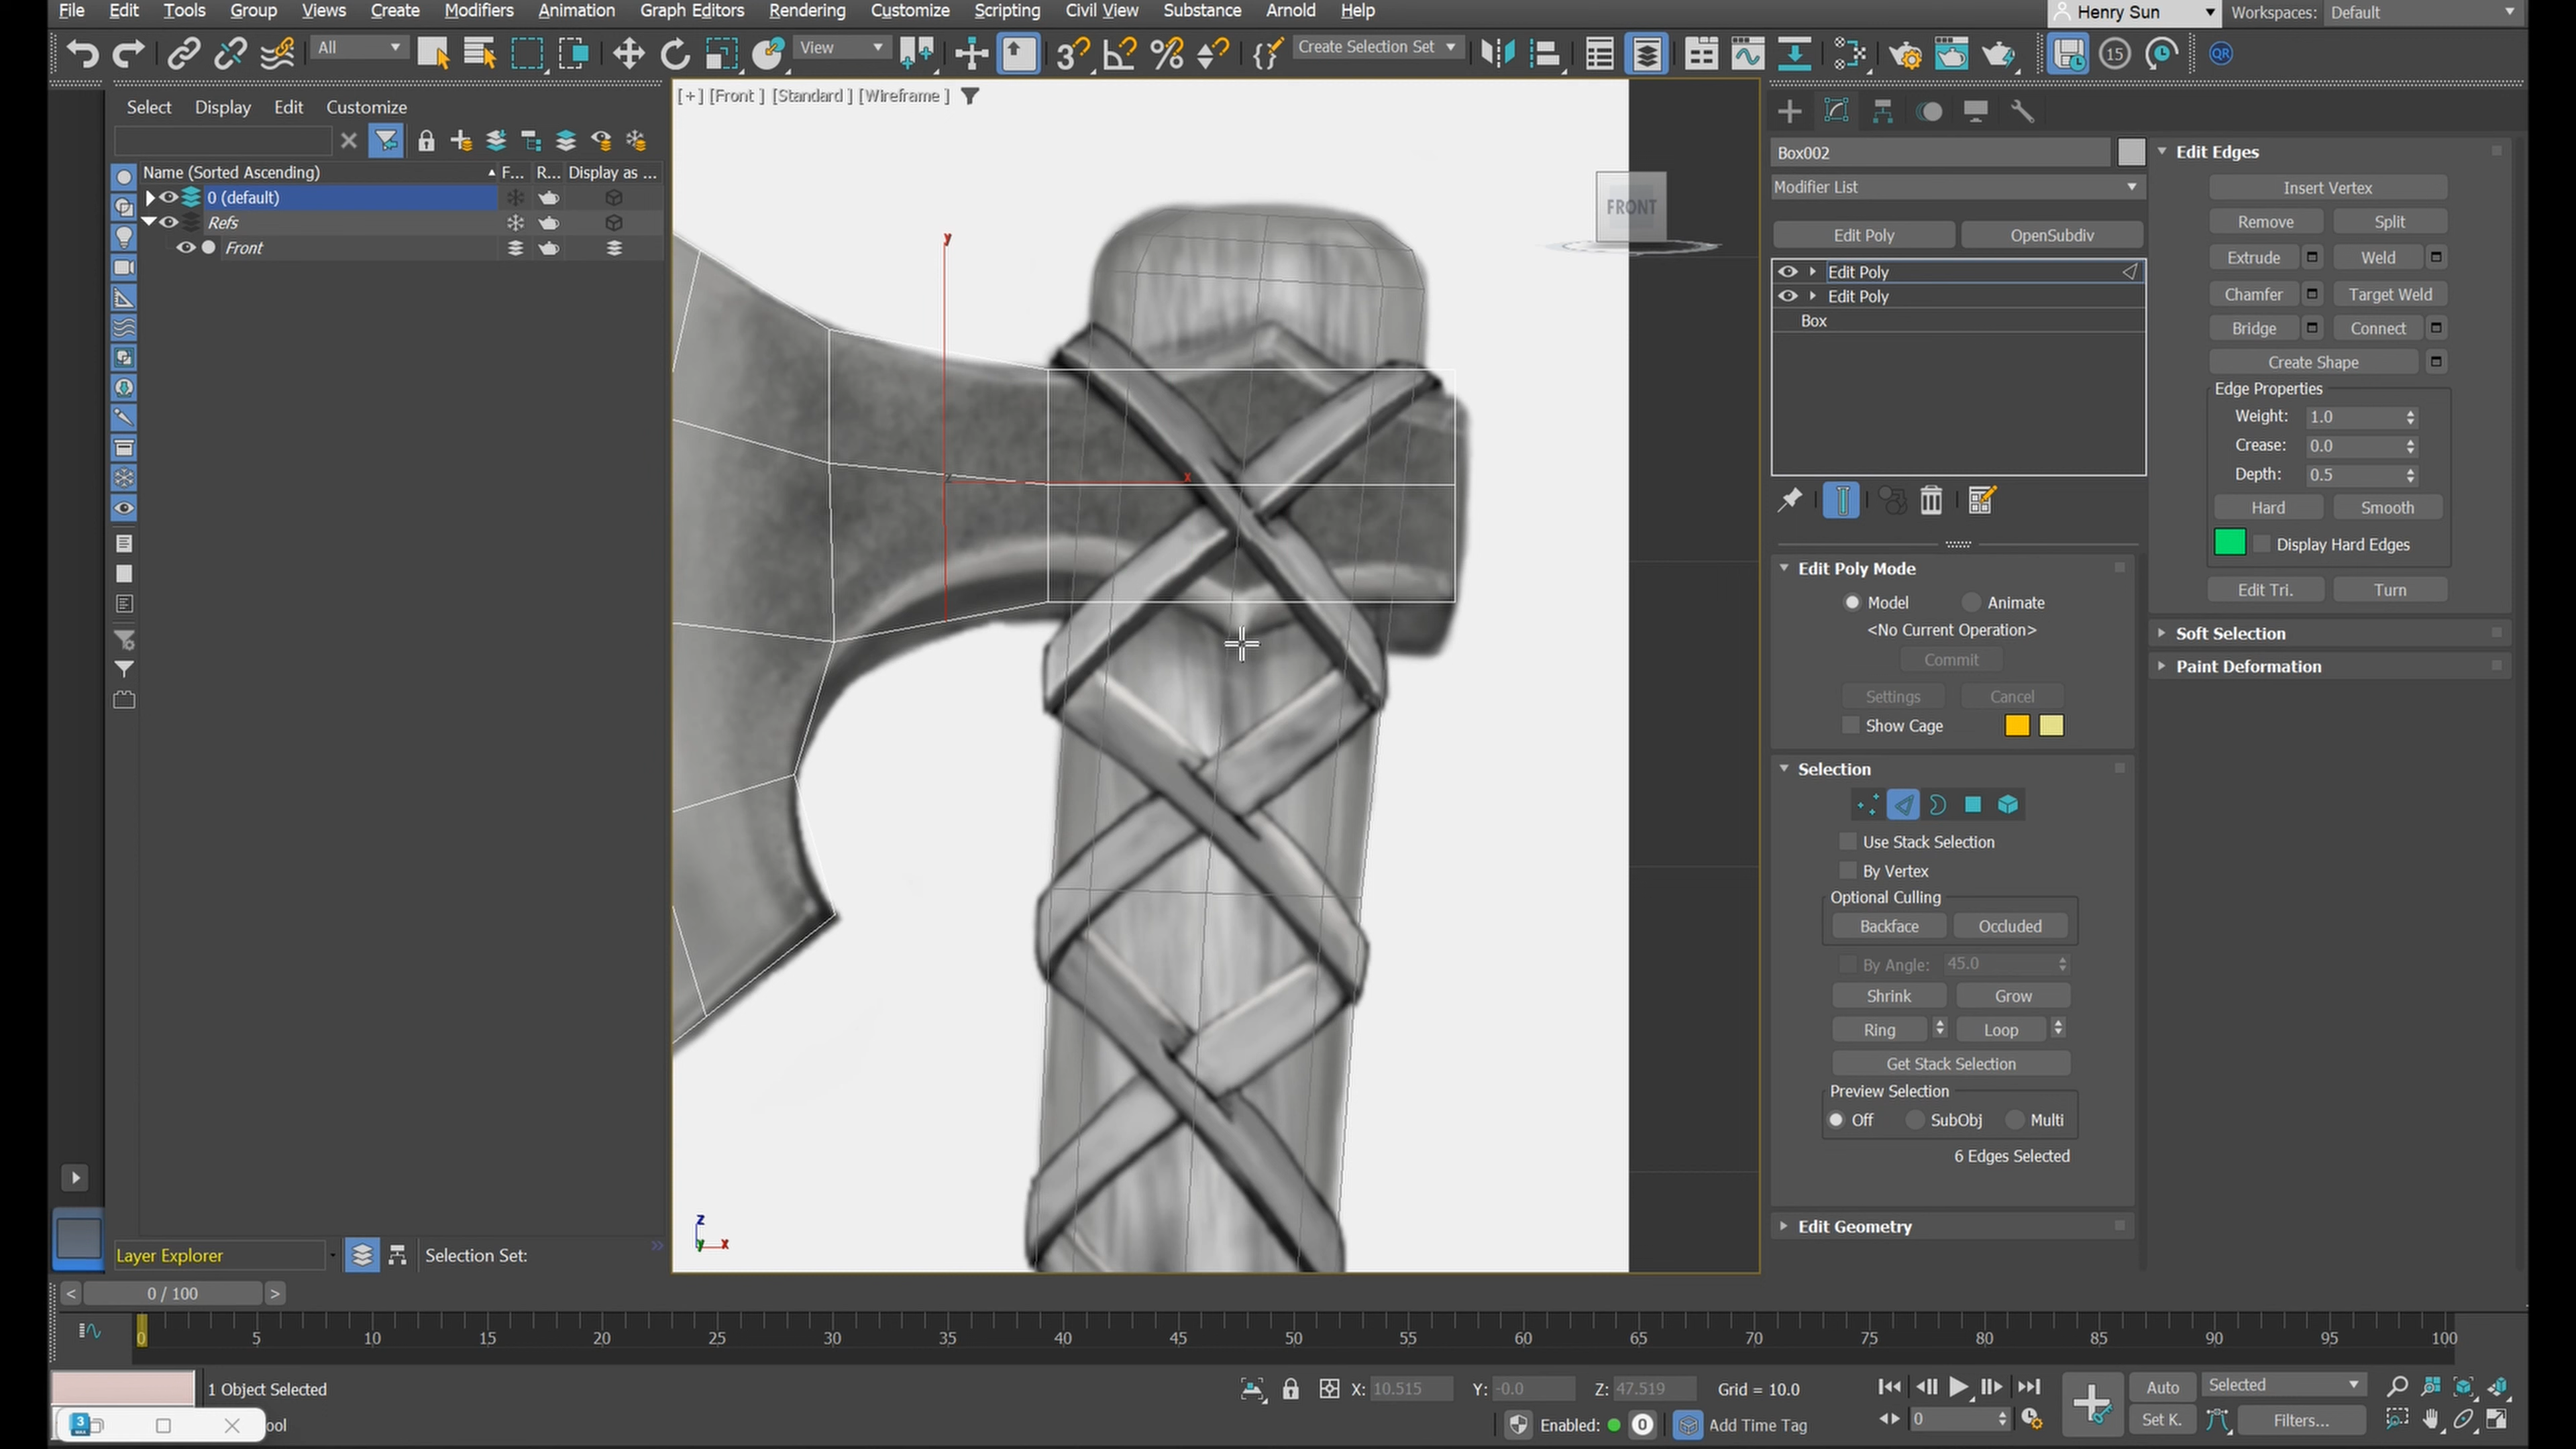 File Edit Tools Group Views Create Modifiers Animation Graph Editors Rendering Customize Scripting Civil View Substance Arnold Help
Henry Sun Workspaces: Default
All View Create Selection Set 15 QR
[+] [Front ] [Standard ] [Wireframe ]
Select Display Edit Customize
Name (Sorted Ascending) F... R... Display as ...
0 (default)
Refs
Front
FRONT
y
x
z
z
y x
Box002
Modifier List
Edit Poly OpenSubdiv
Edit Poly
Edit Poly
Box
Edit Poly Mode
Model Animate
<No Current Operation>
Commit
Settings Cancel
Show Cage
Selection
Use Stack Selection
By Vertex
Optional Culling
Backface Occluded
By Angle: 45.0
Shrink Grow
Ring Loop
Get Stack Selection
Preview Selection
Off SubObj Multi
6 Edges Selected
Edit Geometry
Edit Edges
Insert Vertex
Remove Split
Extrude Weld
Chamfer Target Weld
Bridge Connect
Create Shape
Edge Properties
Weight: 1.0
Crease: 0.0
Depth: 0.5
Hard Smooth
Display Hard Edges
Edit Tri. Turn
Soft Selection
Paint Deformation
Layer Explorer Selection Set:
< 0 / 100 >
0 5 10 15 20 25 30 35 40 45 50 55 60 65 70 75 80 85 90 95 100
1 Object Selected X: 10.515 Y: -0.0 Z: 47.519 Grid = 10.0 Auto Selected
3 ool Enabled: 0 Add Time Tag 0 Set K. Filters...